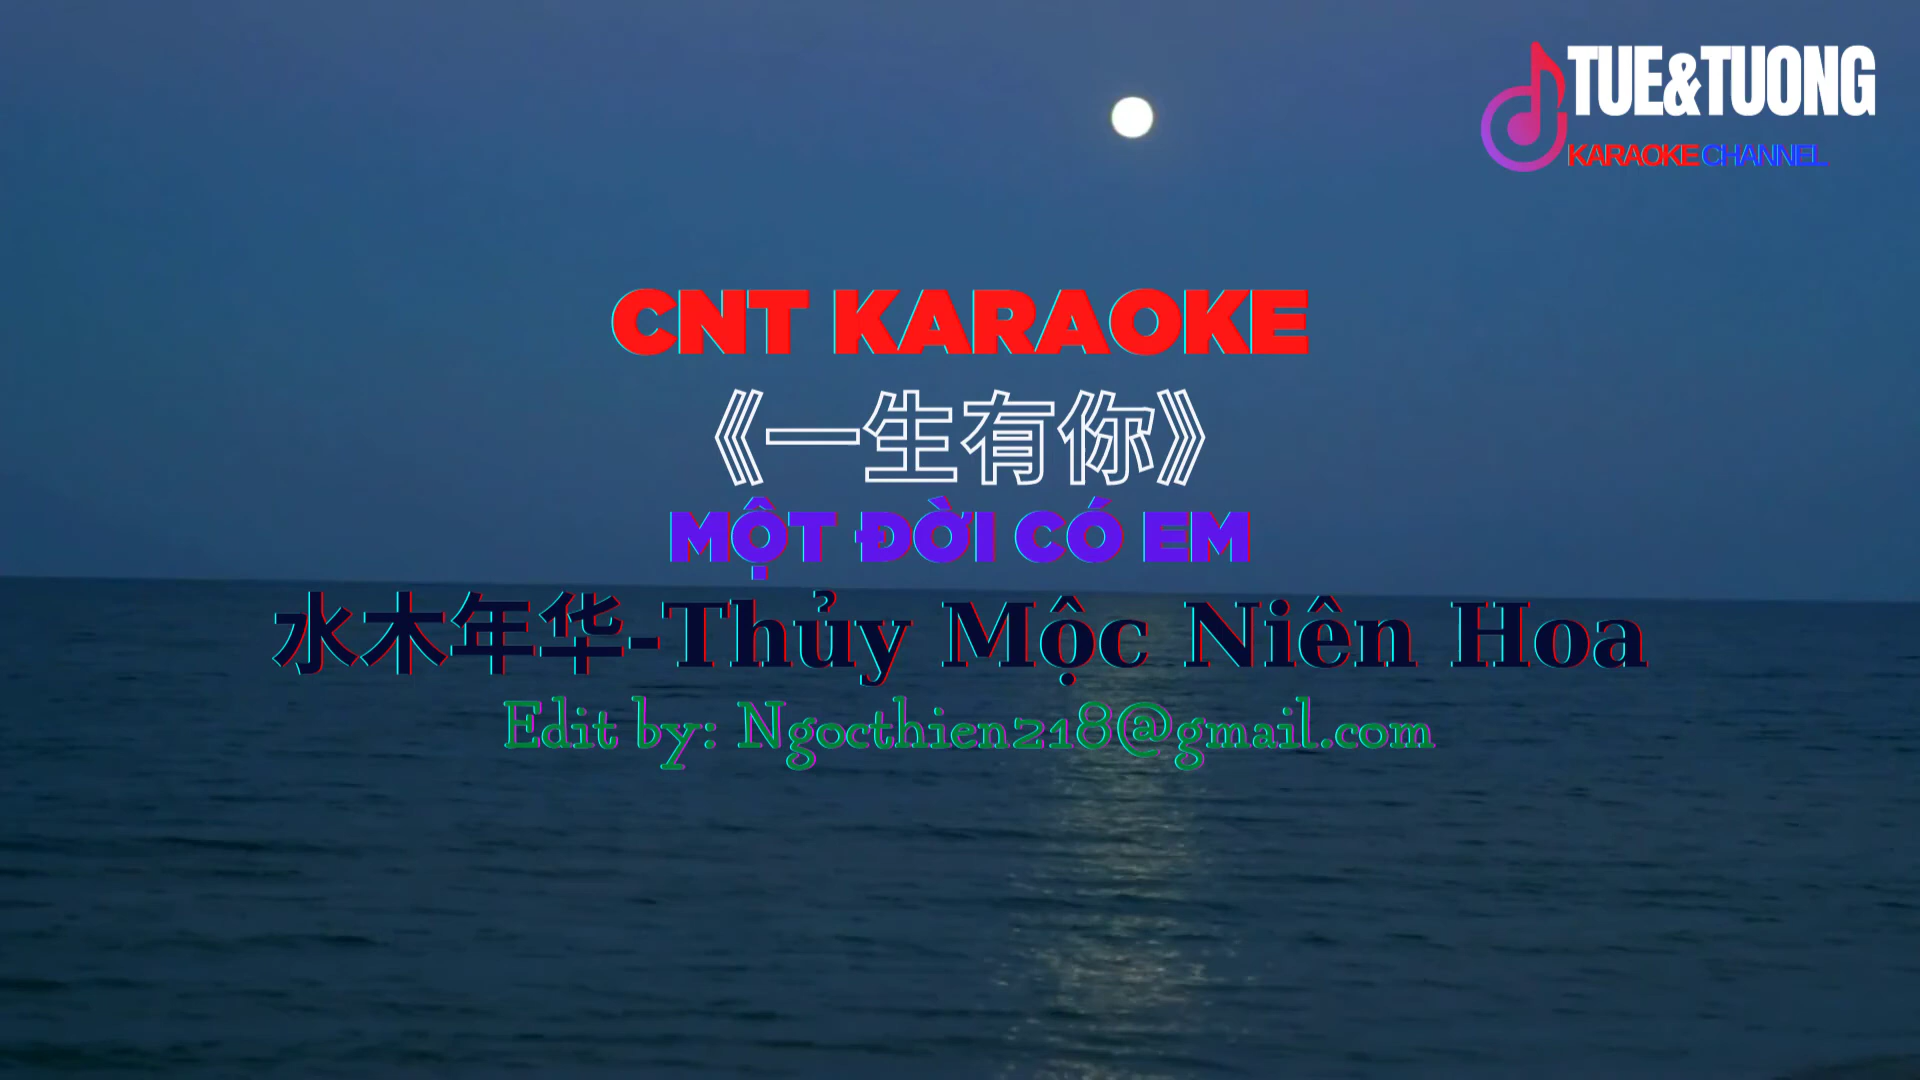 TUE&TUONG
KARAOKE CHANNEL
CNT KARAOKE
《一生有你》
MỘT ĐỜI CÓ EM
水木年华-Thủy Mộc Niên Hoa
Edit by: Ngocthien218@gmail.com